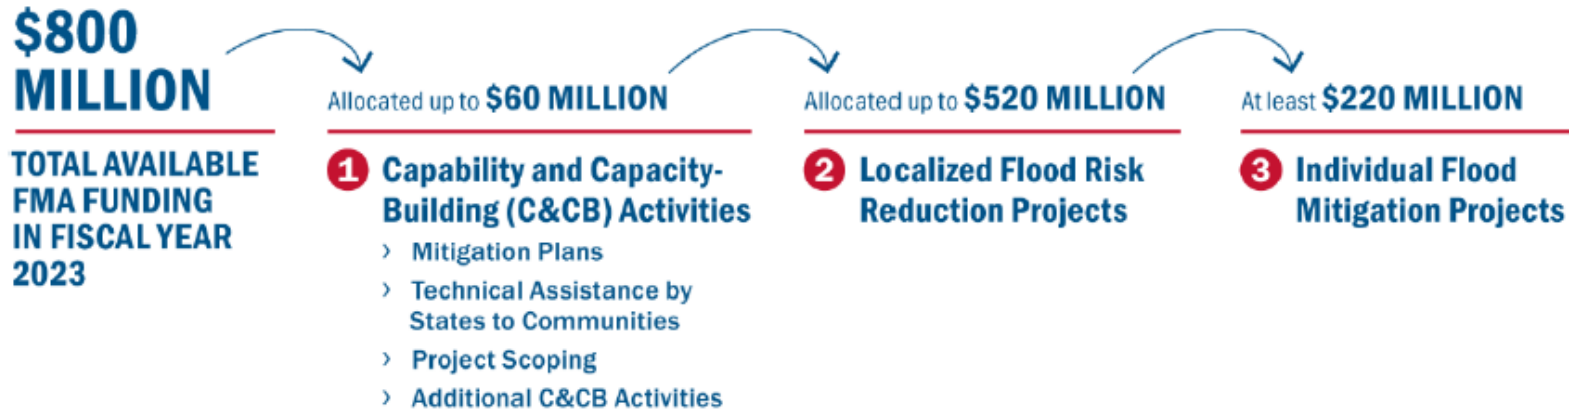 $800
MILLION
TOTAL AVAILABLE
FMA FUNDING
IN FISCAL YEAR
2023
Allocated up to $60 MILLION
1 Capability and Capacity-
Building (C&CB) Activities
› Mitigation Plans
› Technical Assistance by
States to Communities
› Project Scoping
› Additional C&CB Activities
Allocated up to $520 MILLION
2 Localized Flood Risk
Reduction Projects
At least $220 MILLION
3 Individual Flood
Mitigation Projects